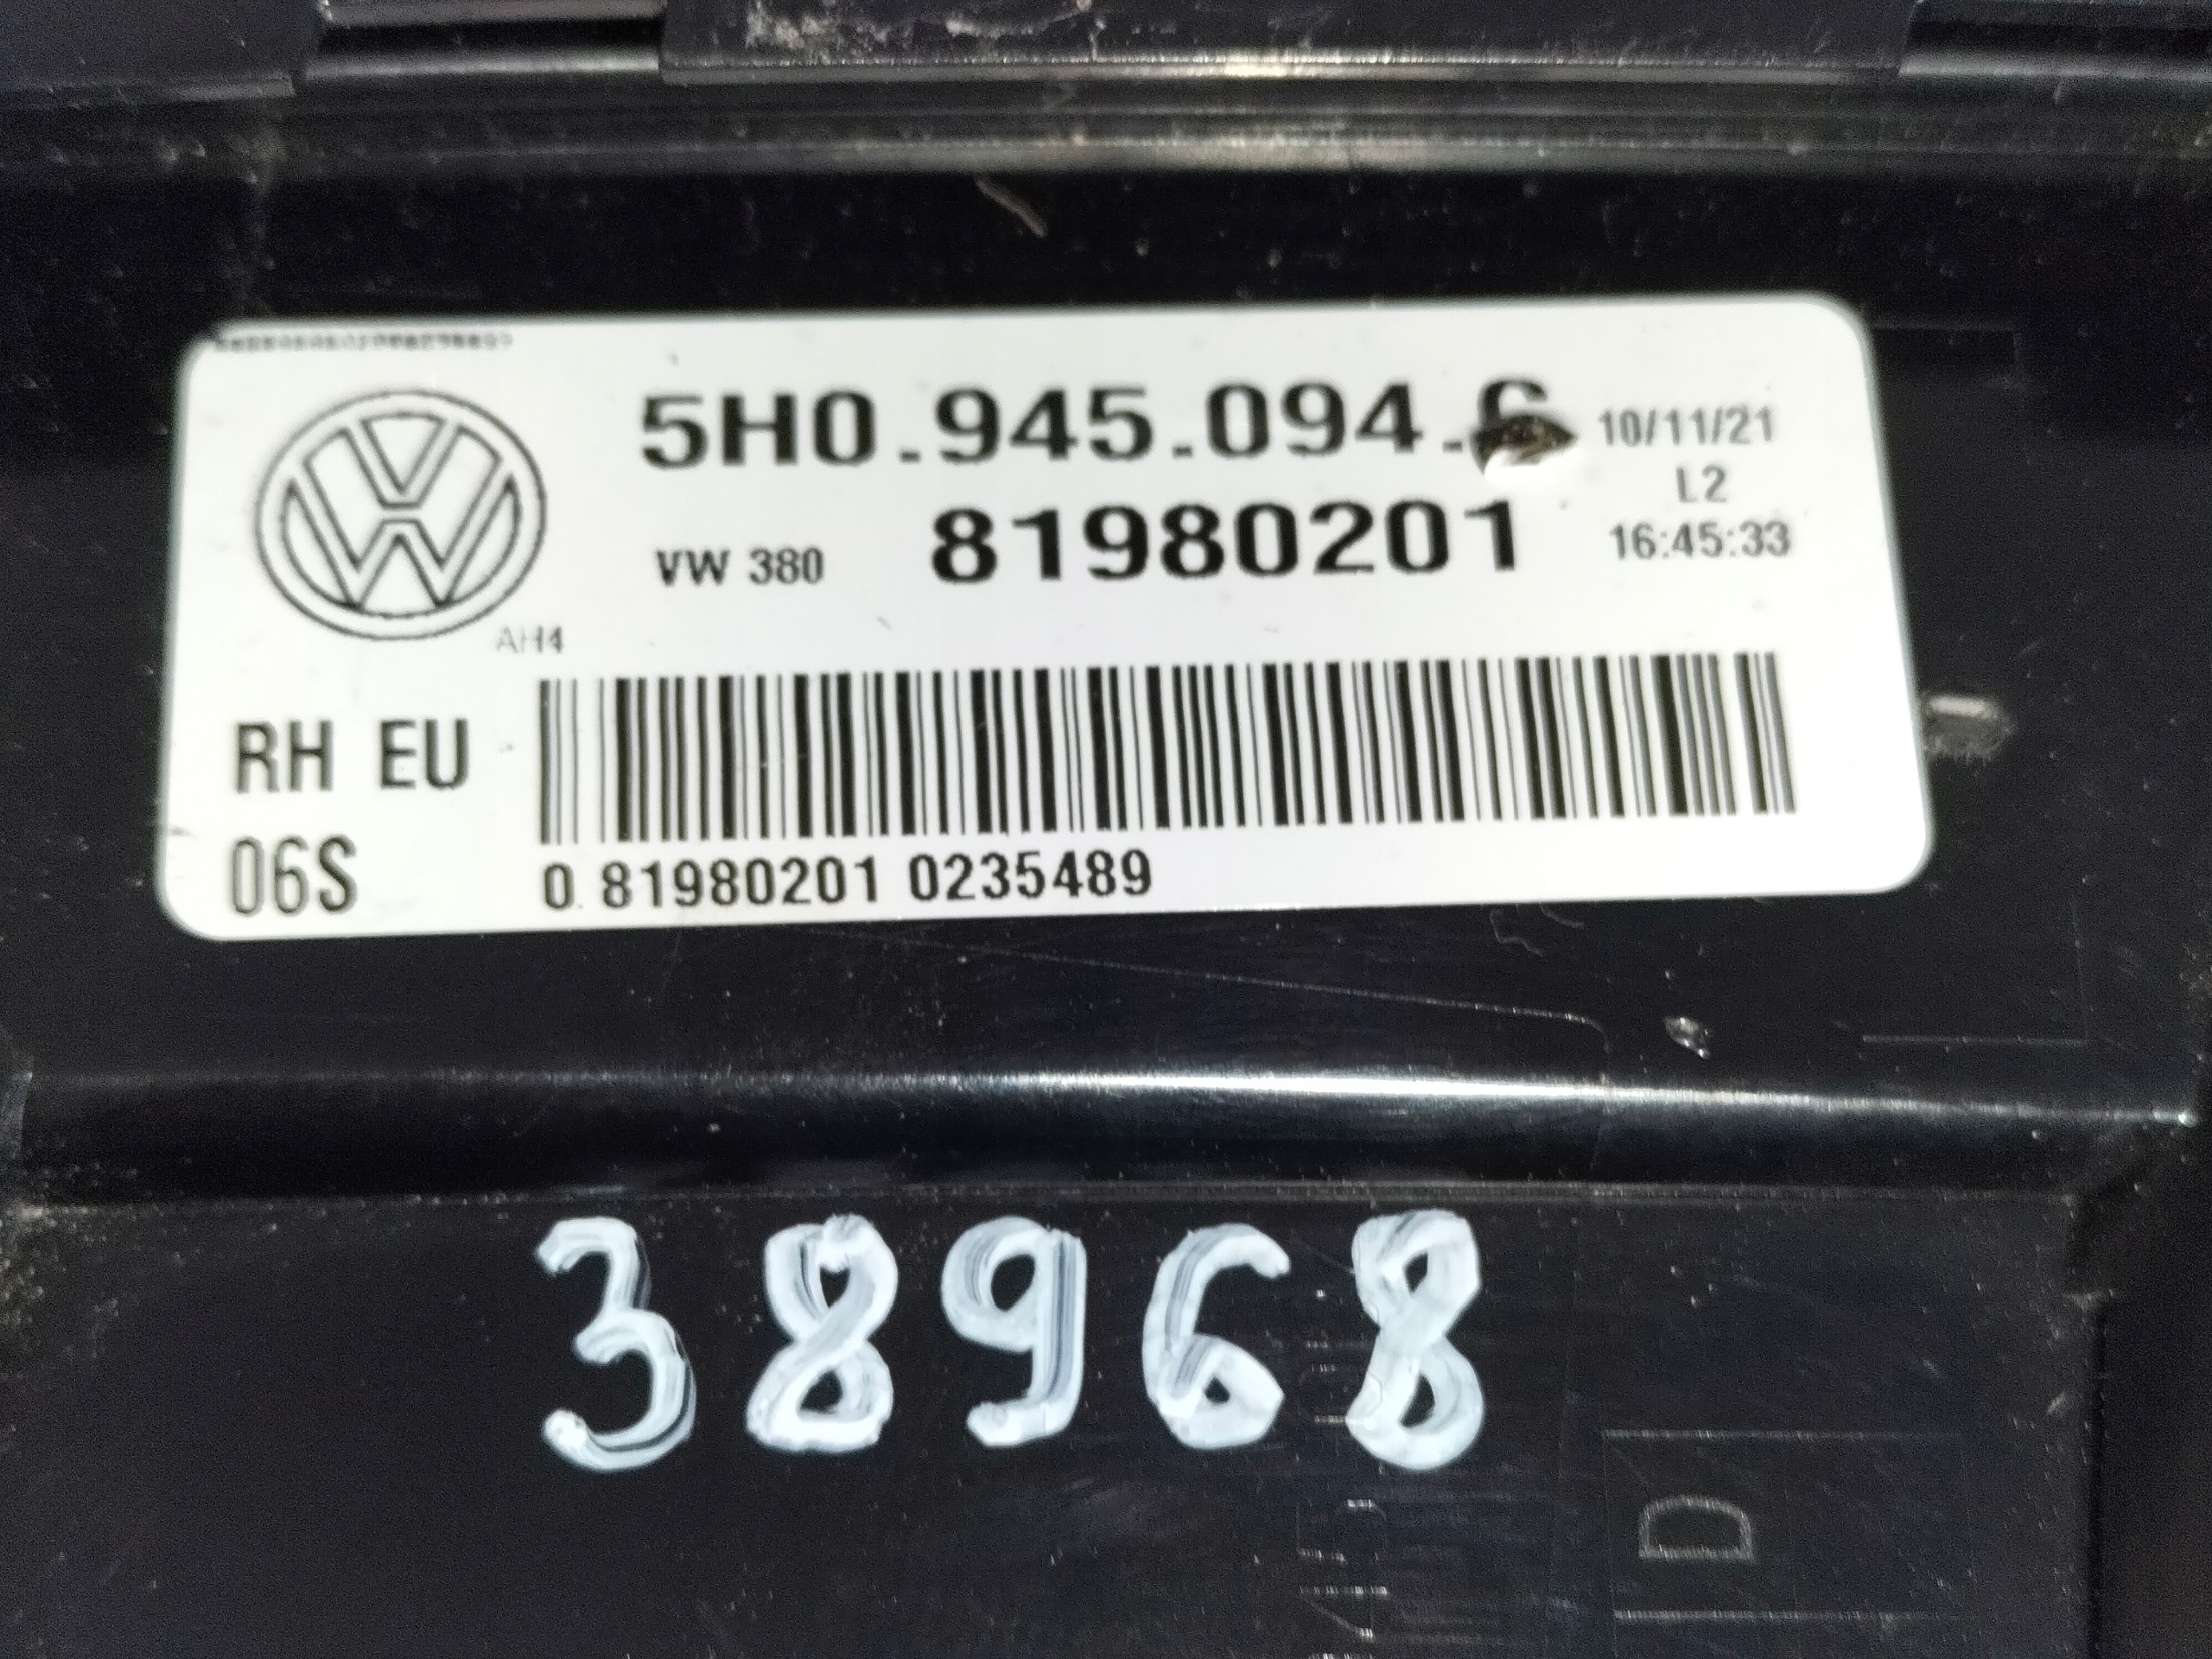 5H0.945.094.
10/11/21
L2
VW 380 81980201
16:45:33
AH4
RH EU
06S
0 81980201 0235489
38968
D